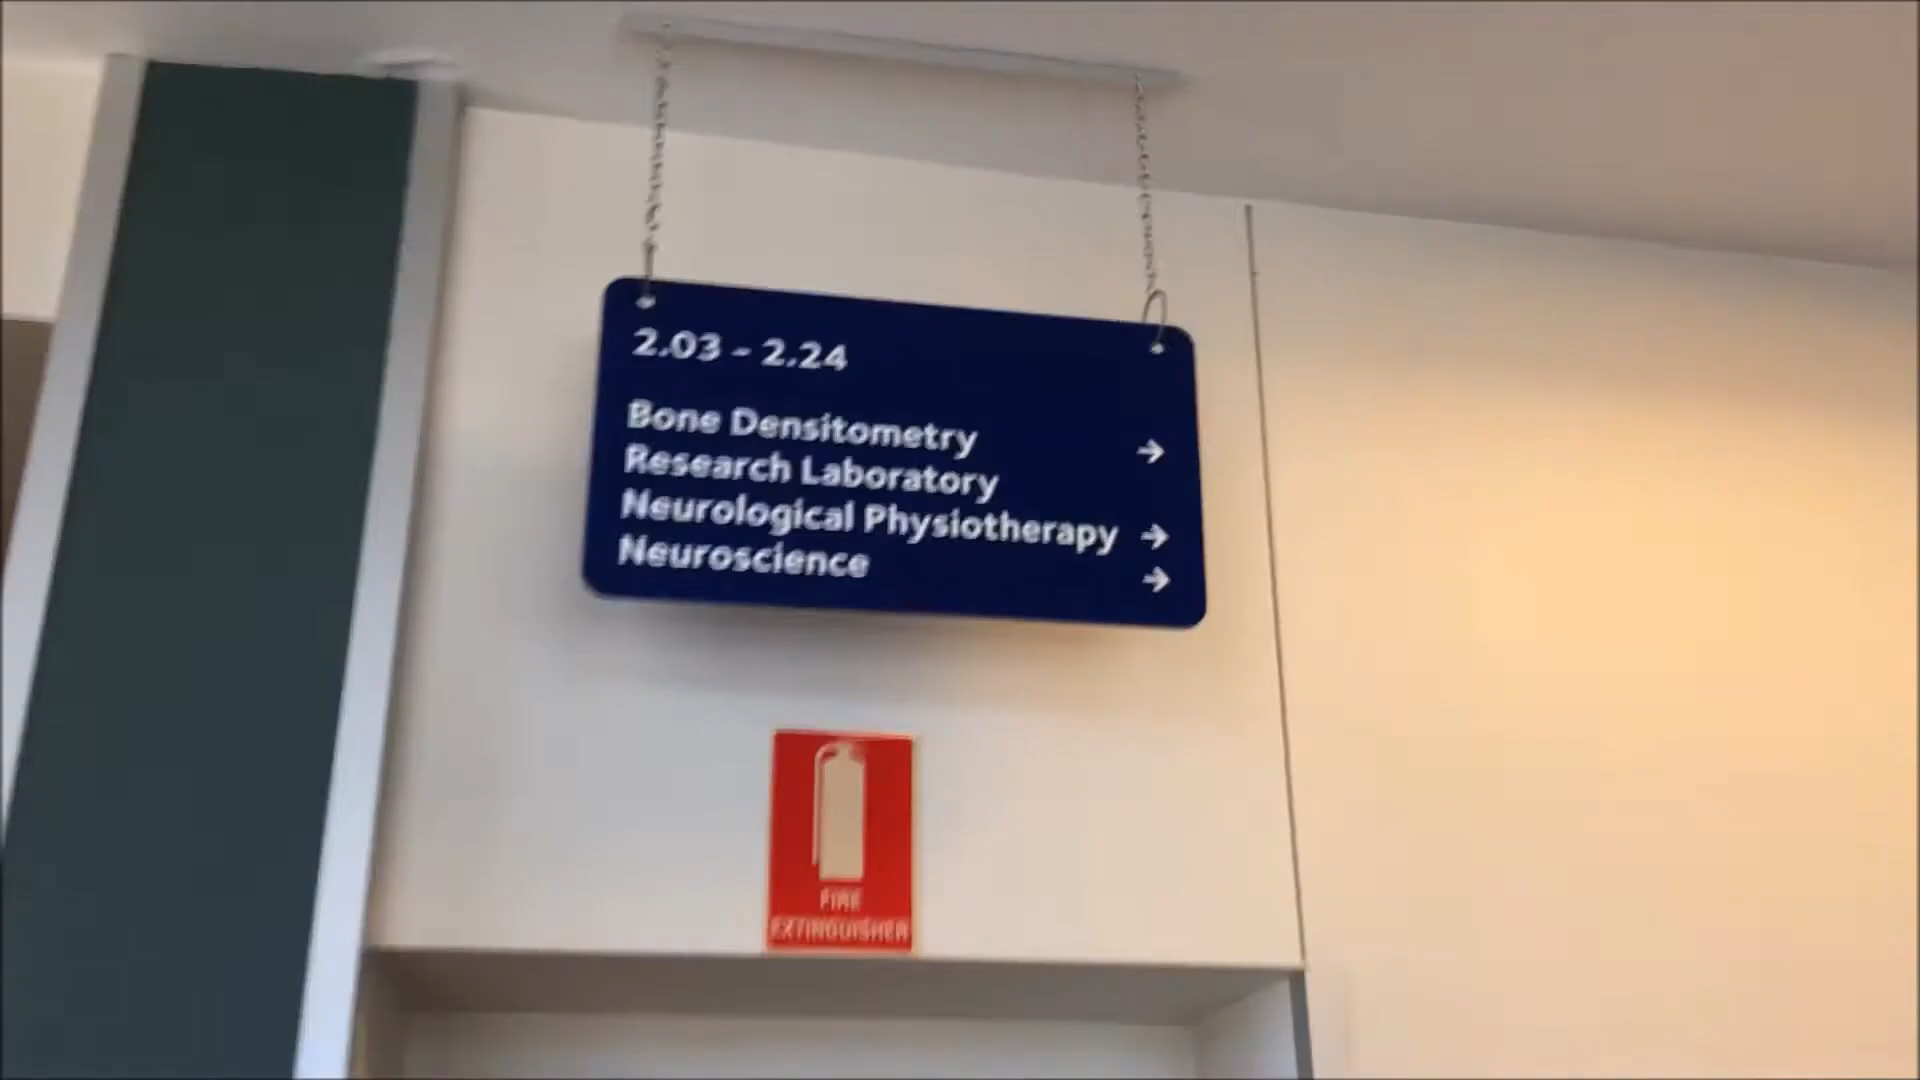 2.03 - 2.24
Bone Densitometry →
Research Laboratory
Neurological Physiotherapy →
Neuroscience →
FIRE
EXTINGUISHER